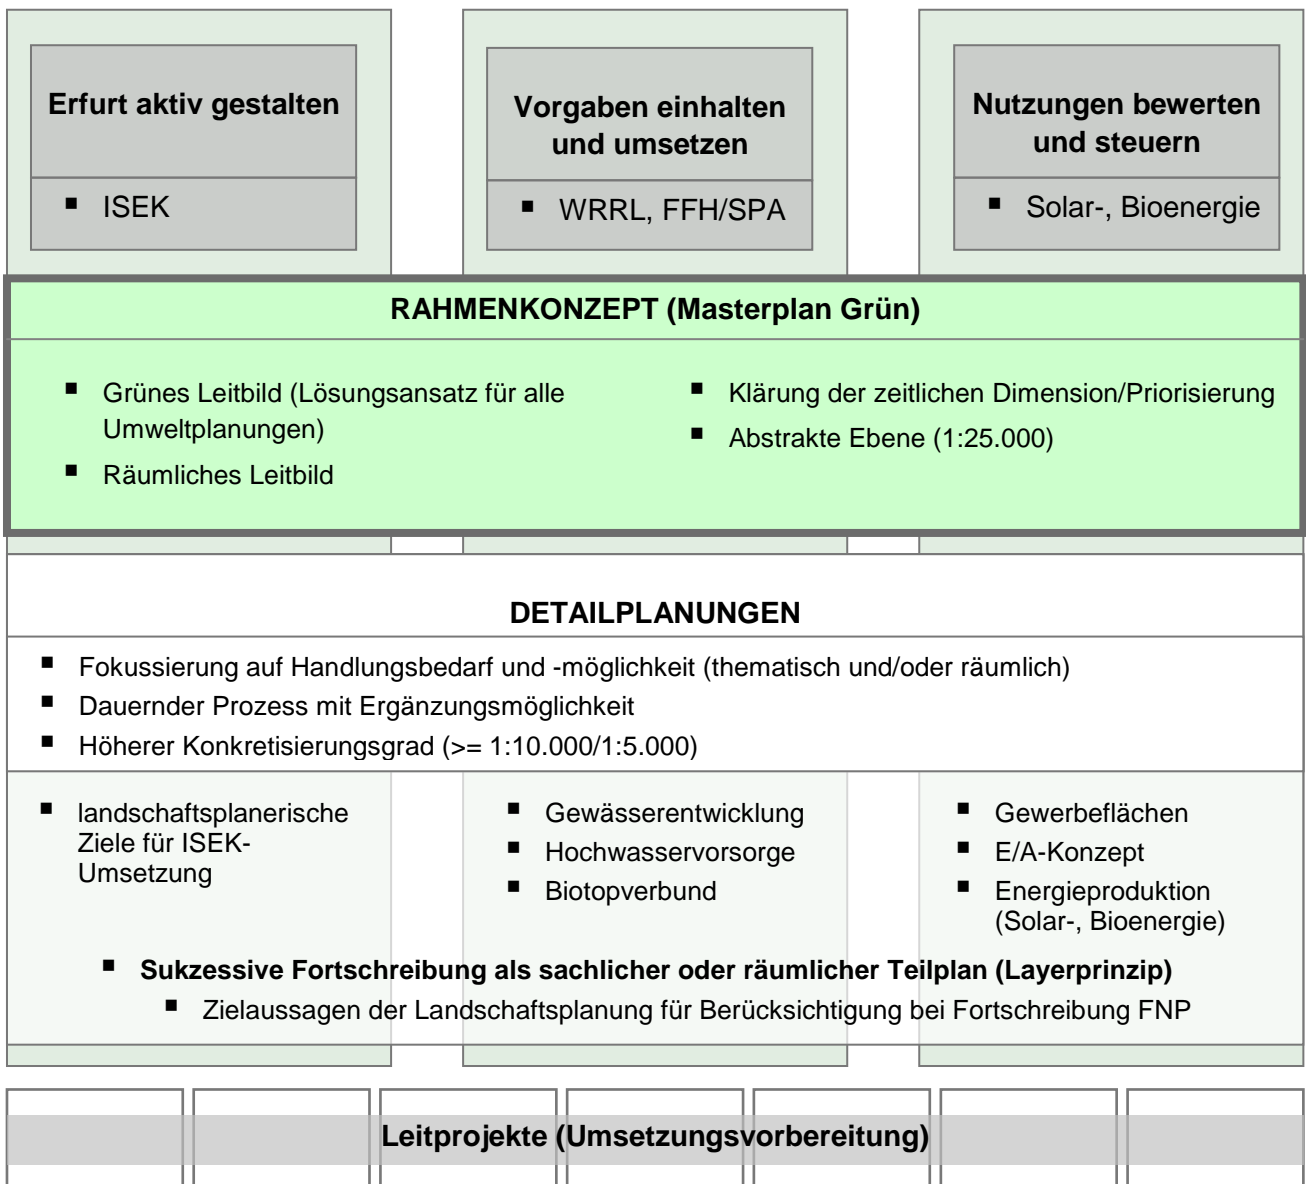 Erfurt aktiv gestalten
▪ ISEK
Vorgaben einhalten
und umsetzen
▪ WRRL, FFH/SPA
Nutzungen bewerten
und steuern
▪ Solar-, Bioenergie
RAHMENKONZEPT (Masterplan Grün)
▪ Grünes Leitbild (Lösungsansatz für alle
Umweltplanungen)
▪ Räumliches Leitbild
▪ Klärung der zeitlichen Dimension/Priorisierung
▪ Abstrakte Ebene (1:25.000)
DETAILPLANUNGEN
▪ Fokussierung auf Handlungsbedarf und -möglichkeit (thematisch und/oder räumlich)
▪ Dauernder Prozess mit Ergänzungsmöglichkeit
▪ Höherer Konkretisierungsgrad (>= 1:10.000/1:5.000)
▪ landschaftsplanerische
Ziele für ISEK-
Umsetzung
▪ Gewässerentwicklung
▪ Hochwasservorsorge
▪ Biotopverbund
▪ Gewerbeflächen
▪ E/A-Konzept
▪ Energieproduktion
(Solar-, Bioenergie)
▪ Sukzessive Fortschreibung als sachlicher oder räumlicher Teilplan (Layerprinzip)
▪ Zielaussagen der Landschaftsplanung für Berücksichtigung bei Fortschreibung FNP
Leitprojekte (Umsetzungsvorbereitung)